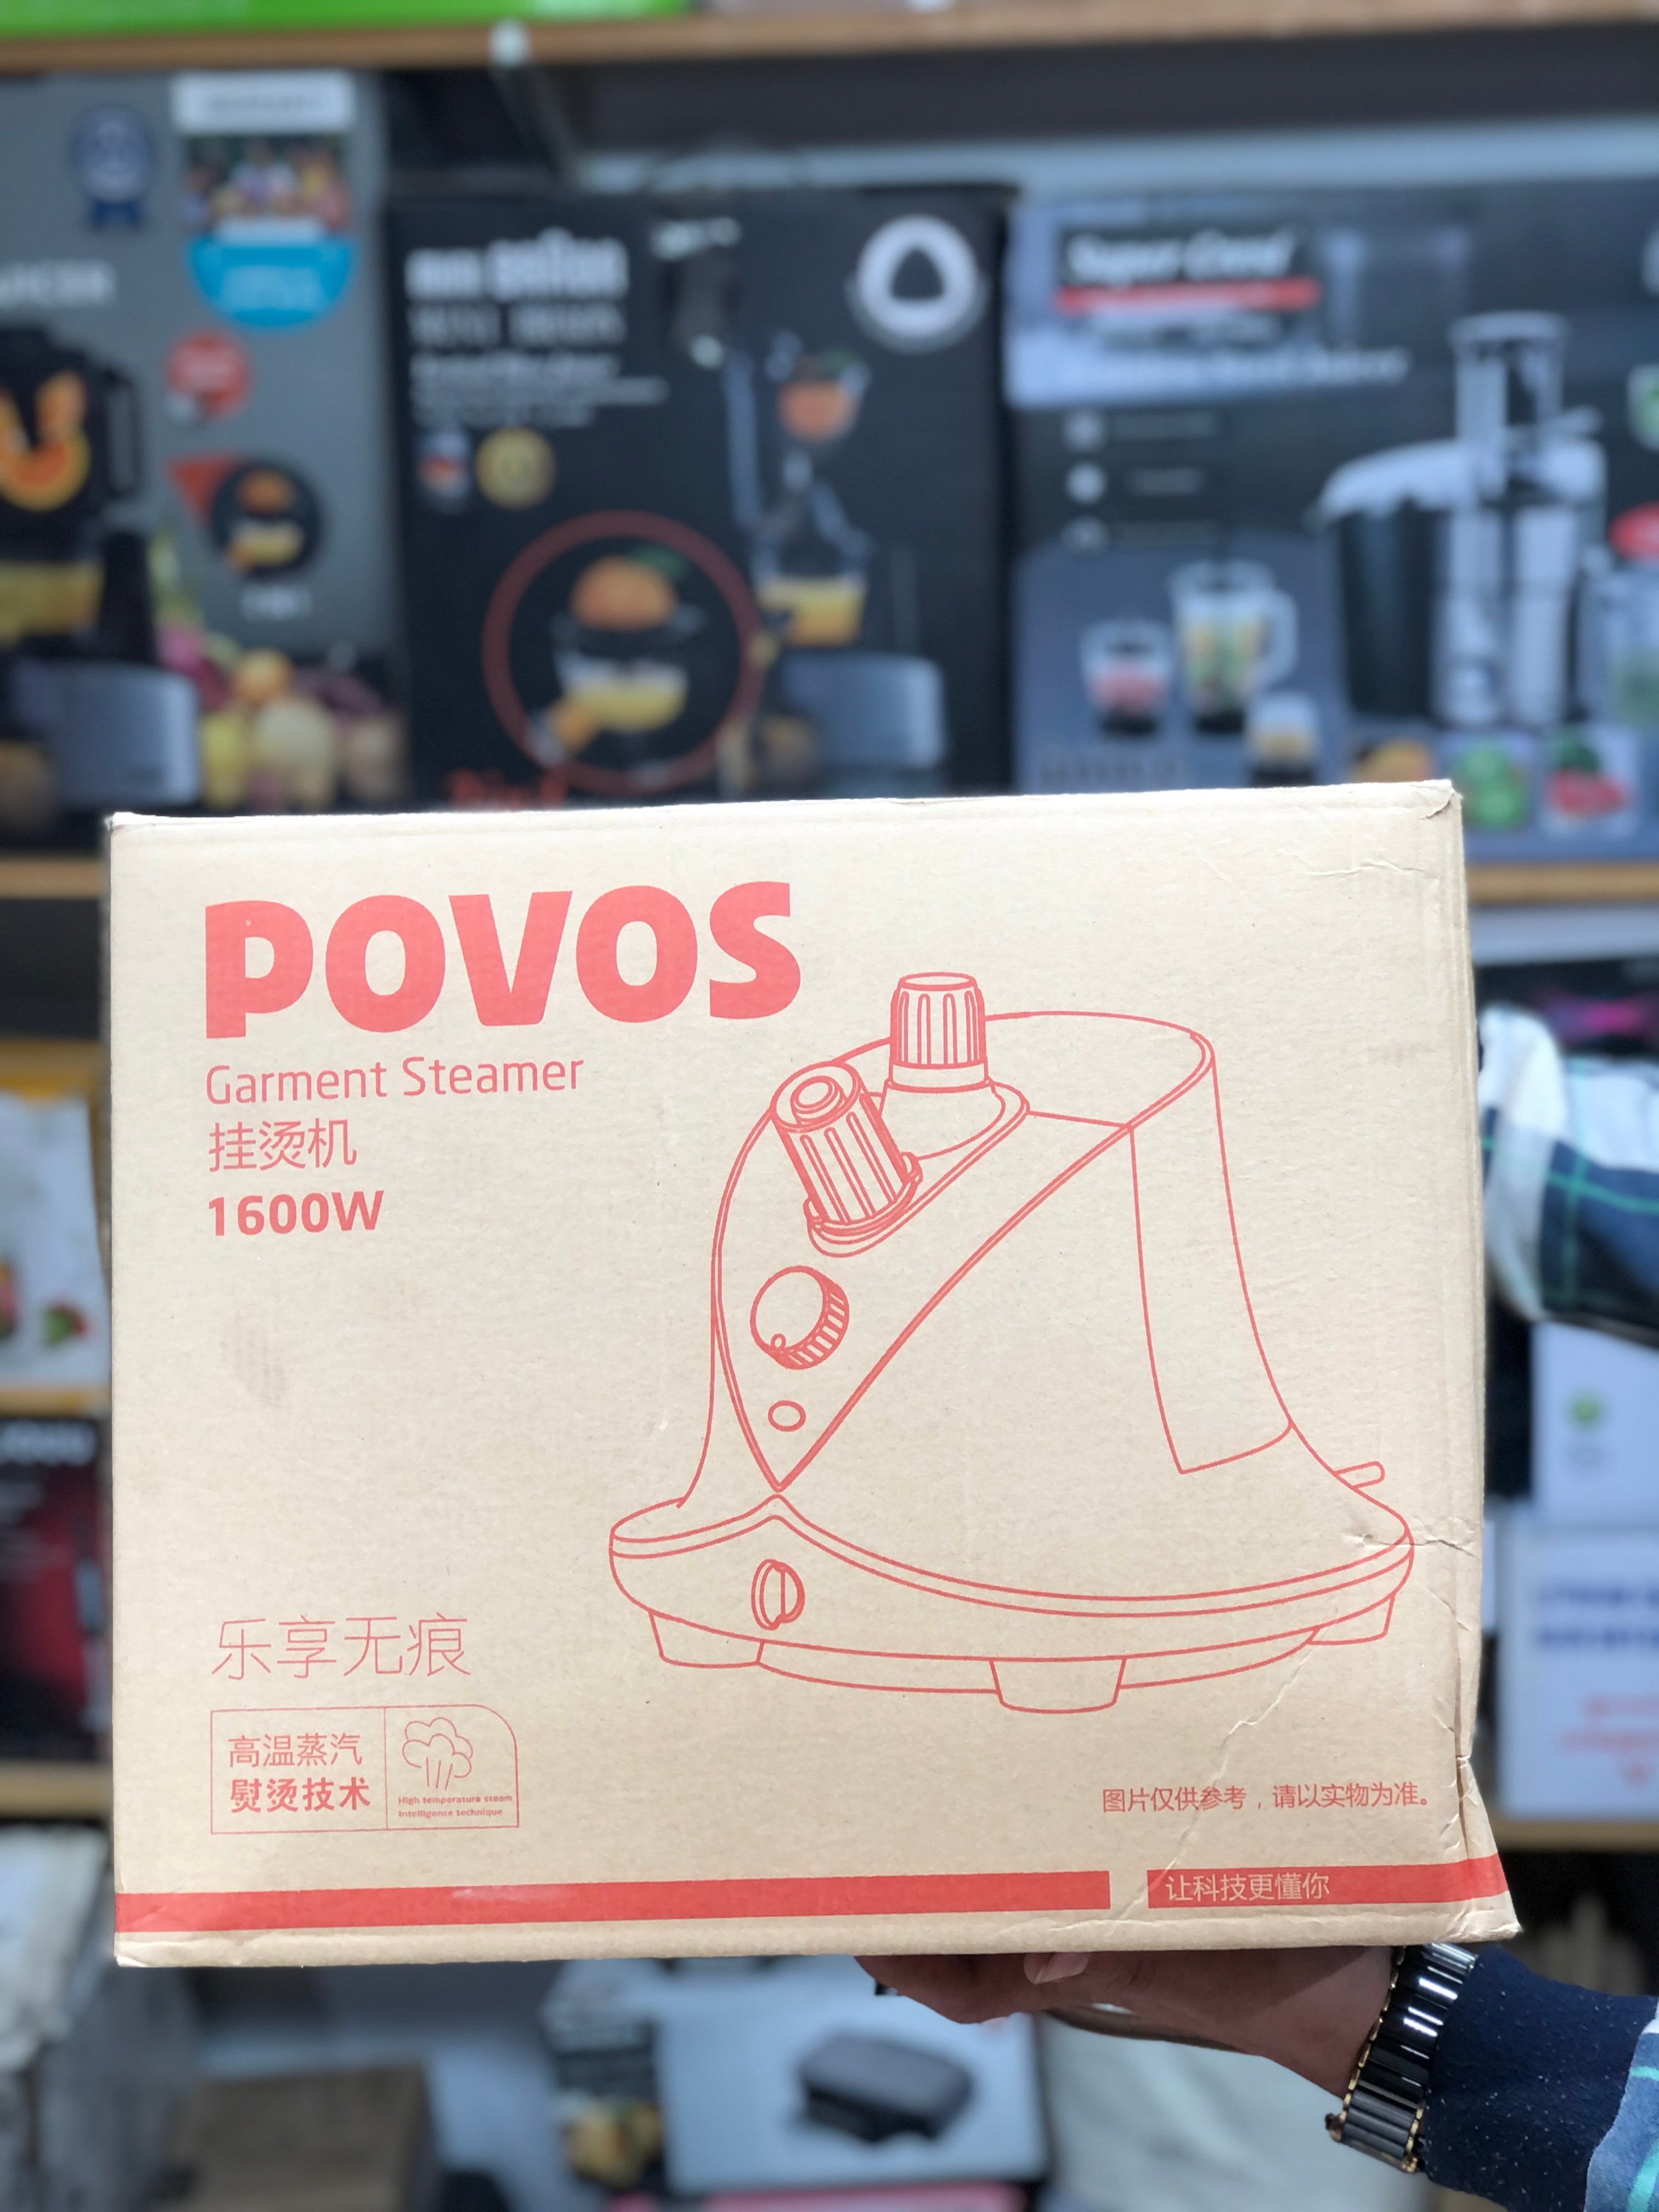 Super Cord
POVOS
Garment Steamer
挂烫机
1600W
乐享无痕
高温蒸汽
熨烫技术
High temperature steam
Intelligence technique
图片仅供参考，请以实物为准。
让科技更懂你